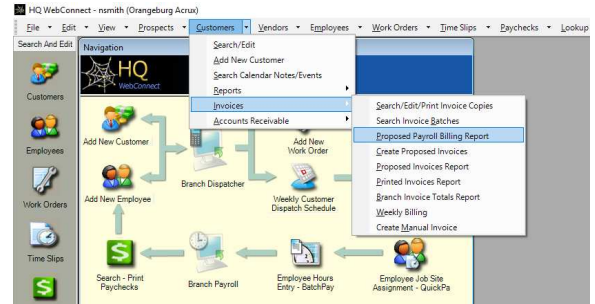 HQ WebConnect - nsmith (Orangeburg Acrux)
File Edit View Prospects Customers Vendors Employees Work Orders Time Slips Paychecks Lookup
Search And Edit
Navigation
HQ
WebConnect
Search/Edit
Add New Customer
Search Calendar Notes/Events
Reports
Invoices
Accounts Receivable
Search/Edit/Print Invoice Copies
Search Invoice Batches
Proposed Payroll Billing Report
Create Proposed Invoices
Proposed Invoices Report
Printed Invoices Report
Branch Invoice Totals Report
Weekly Billing
Create Manual Invoice
Customers
Employees
Work Orders
Time Slips
Add New Customer
Add New
Work Order
Branch Dispatcher
Add New Employee
Weekly Customer
Dispatch Schedule
Search - Print
Paychecks
Branch Payroll
Employee Hours
Entry - BatchPay
Employee Job Site
Assignment - QuickPa